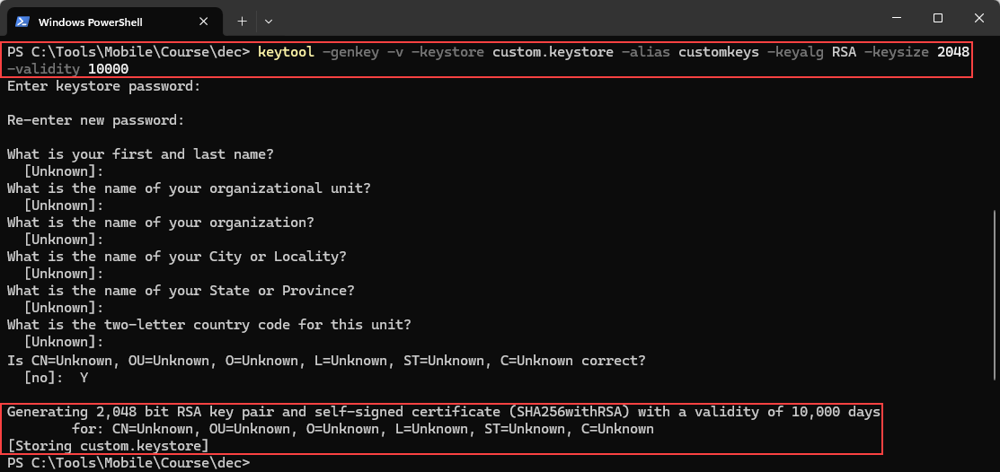 Windows PowerShell
PS C:\Tools\Mobile\Course\dec> keytool -genkey -v -keystore custom.keystore -alias customkeys -keyalg RSA -keysize 2048
-validity 10000
Enter keystore password:
Re-enter new password:
What is your first and last name?
[Unknown]:
What is the name of your organizational unit?
[Unknown]:
What is the name of your organization?
[Unknown]:
What is the name of your City or Locality?
[Unknown]:
What is the name of your State or Province?
[Unknown]:
What is the two-letter country code for this unit?
[Unknown]:
Is CN=Unknown, OU=Unknown, O=Unknown, L=Unknown, ST=Unknown, C=Unknown correct?
[no]:  Y
Generating 2,048 bit RSA key pair and self-signed certificate (SHA256withRSA) with a validity of 10,000 days
for: CN=Unknown, OU=Unknown, O=Unknown, L=Unknown, ST=Unknown, C=Unknown
[Storing custom.keystore]
PS C:\Tools\Mobile\Course\dec>